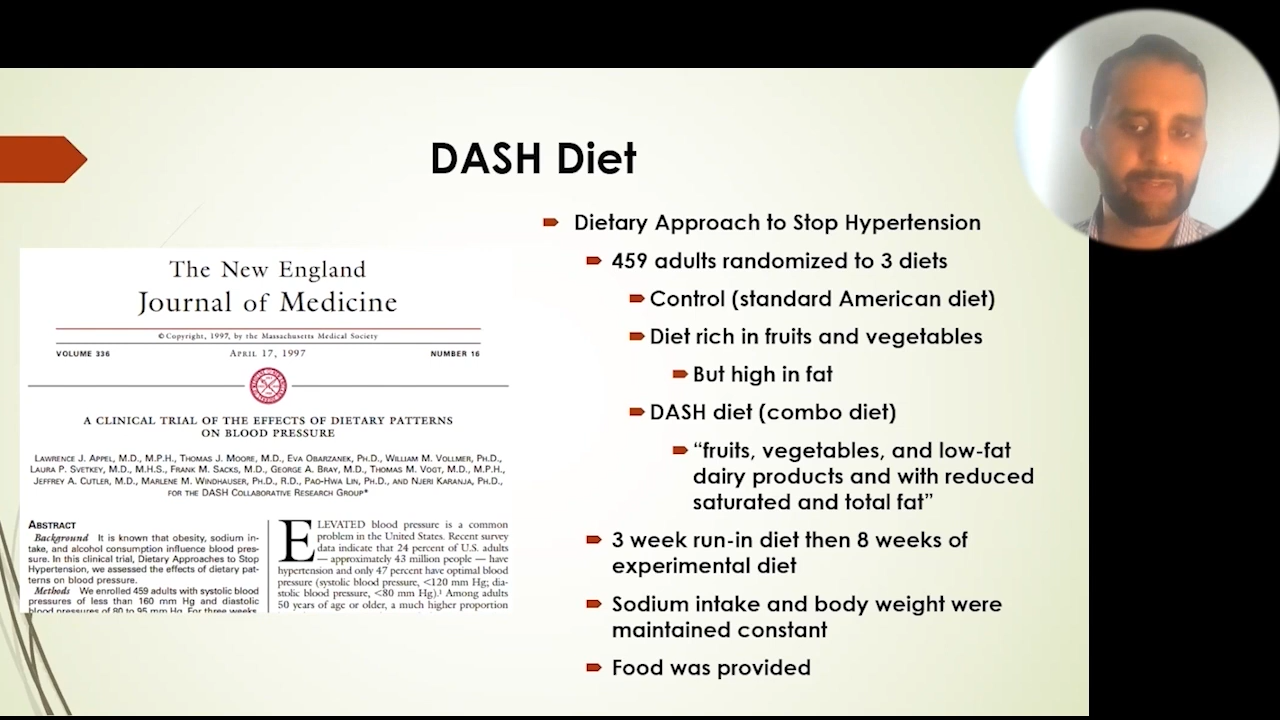 DASH Diet
Dietary Approach to Stop Hypertension
459 adults randomized to 3 diets
Control (standard American diet)
Diet rich in fruits and vegetables
But high in fat
DASH diet (combo diet)
“fruits, vegetables, and low-fat
dairy products and with reduced
saturated and total fat”
3 week run-in diet then 8 weeks of
experimental diet
Sodium intake and body weight were
maintained constant
Food was provided
The New England
Journal of Medicine
© Copyright, 1997, by the Massachusetts Medical Society
VOLUME 336 APRIL 17, 1997 NUMBER 16
A CLINICAL TRIAL OF THE EFFECTS OF DIETARY PATTERNS
ON BLOOD PRESSURE
LAWRENCE J. APPEL, M.D., M.P.H., THOMAS J. MOORE, M.D., EVA OBARZANEK, PH.D., WILLIAM M. VOLLMER, PH.D.,
LAURA P. SVETKEY, M.D., M.H.S., FRANK M. SACKS, M.D., GEORGE A. BRAY, M.D., THOMAS M. VOGT, M.D., M.P.H.,
JEFFREY A. CUTLER, M.D., MARLENE M. WINDHAUSER, PH.D., R.D., PAO-HWA LIN, PH.D., AND NJERI KARANJA, PH.D.,
FOR THE DASH COLLABORATIVE RESEARCH GROUP*
ABSTRACT
Background It is known that obesity, sodium in-
take, and alcohol consumption influence blood pres-
sure. In this clinical trial, Dietary Approaches to Stop
Hypertension, we assessed the effects of dietary pat-
terns on blood pressure.
Methods We enrolled 459 adults with systolic blood
pressures of less than 160 mm Hg and diastolic
blood pressures of 80 to 95 mm Hg. For three weeks,
ELEVATED blood pressure is a common
problem in the United States. Recent survey
data indicate that 24 percent of U.S. adults
— approximately 43 million people — have
hypertension and only 47 percent have optimal blood
pressure (systolic blood pressure, <120 mm Hg; dia-
stolic blood pressure, <80 mm Hg).¹ Among adults
50 years of age or older, a much higher proportion